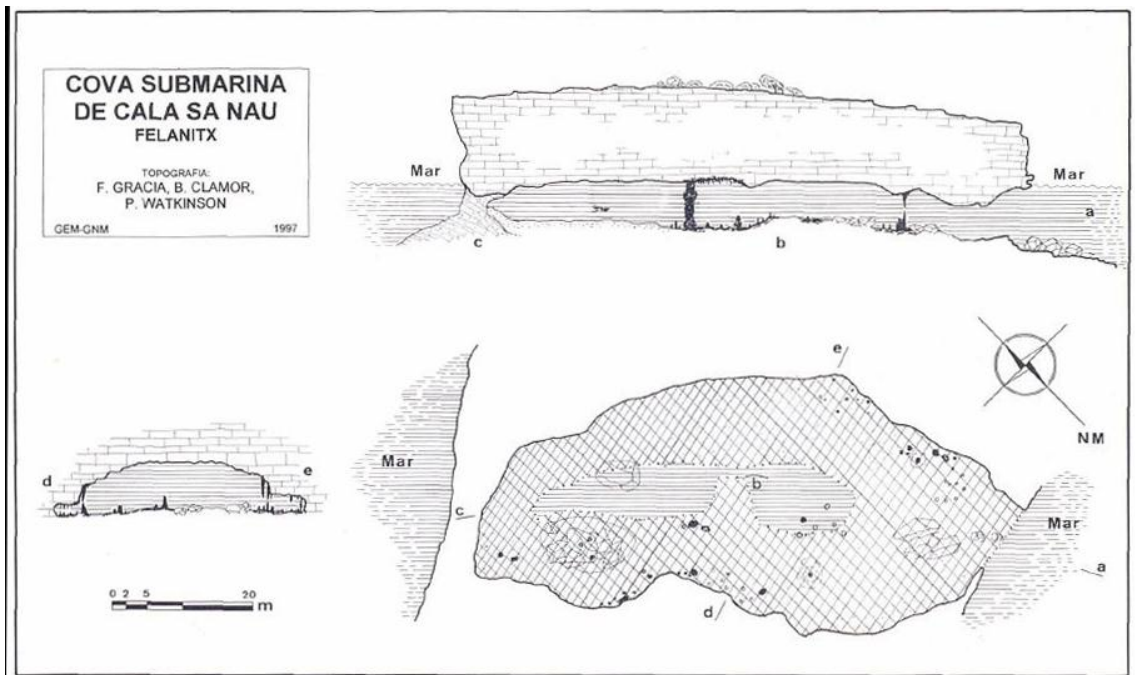 COVA SUBMARINA
DE CALA SA NAU
FELANITX
TOPOGRAFIA:
F. GRACIA, B. CLAMOR,
P. WATKINSON
GEM-GNM 1997
Mar
Mar
a
c
b
e
NM
d
e
Mar
b
c
Mar
a
d
0 2 5 20
m